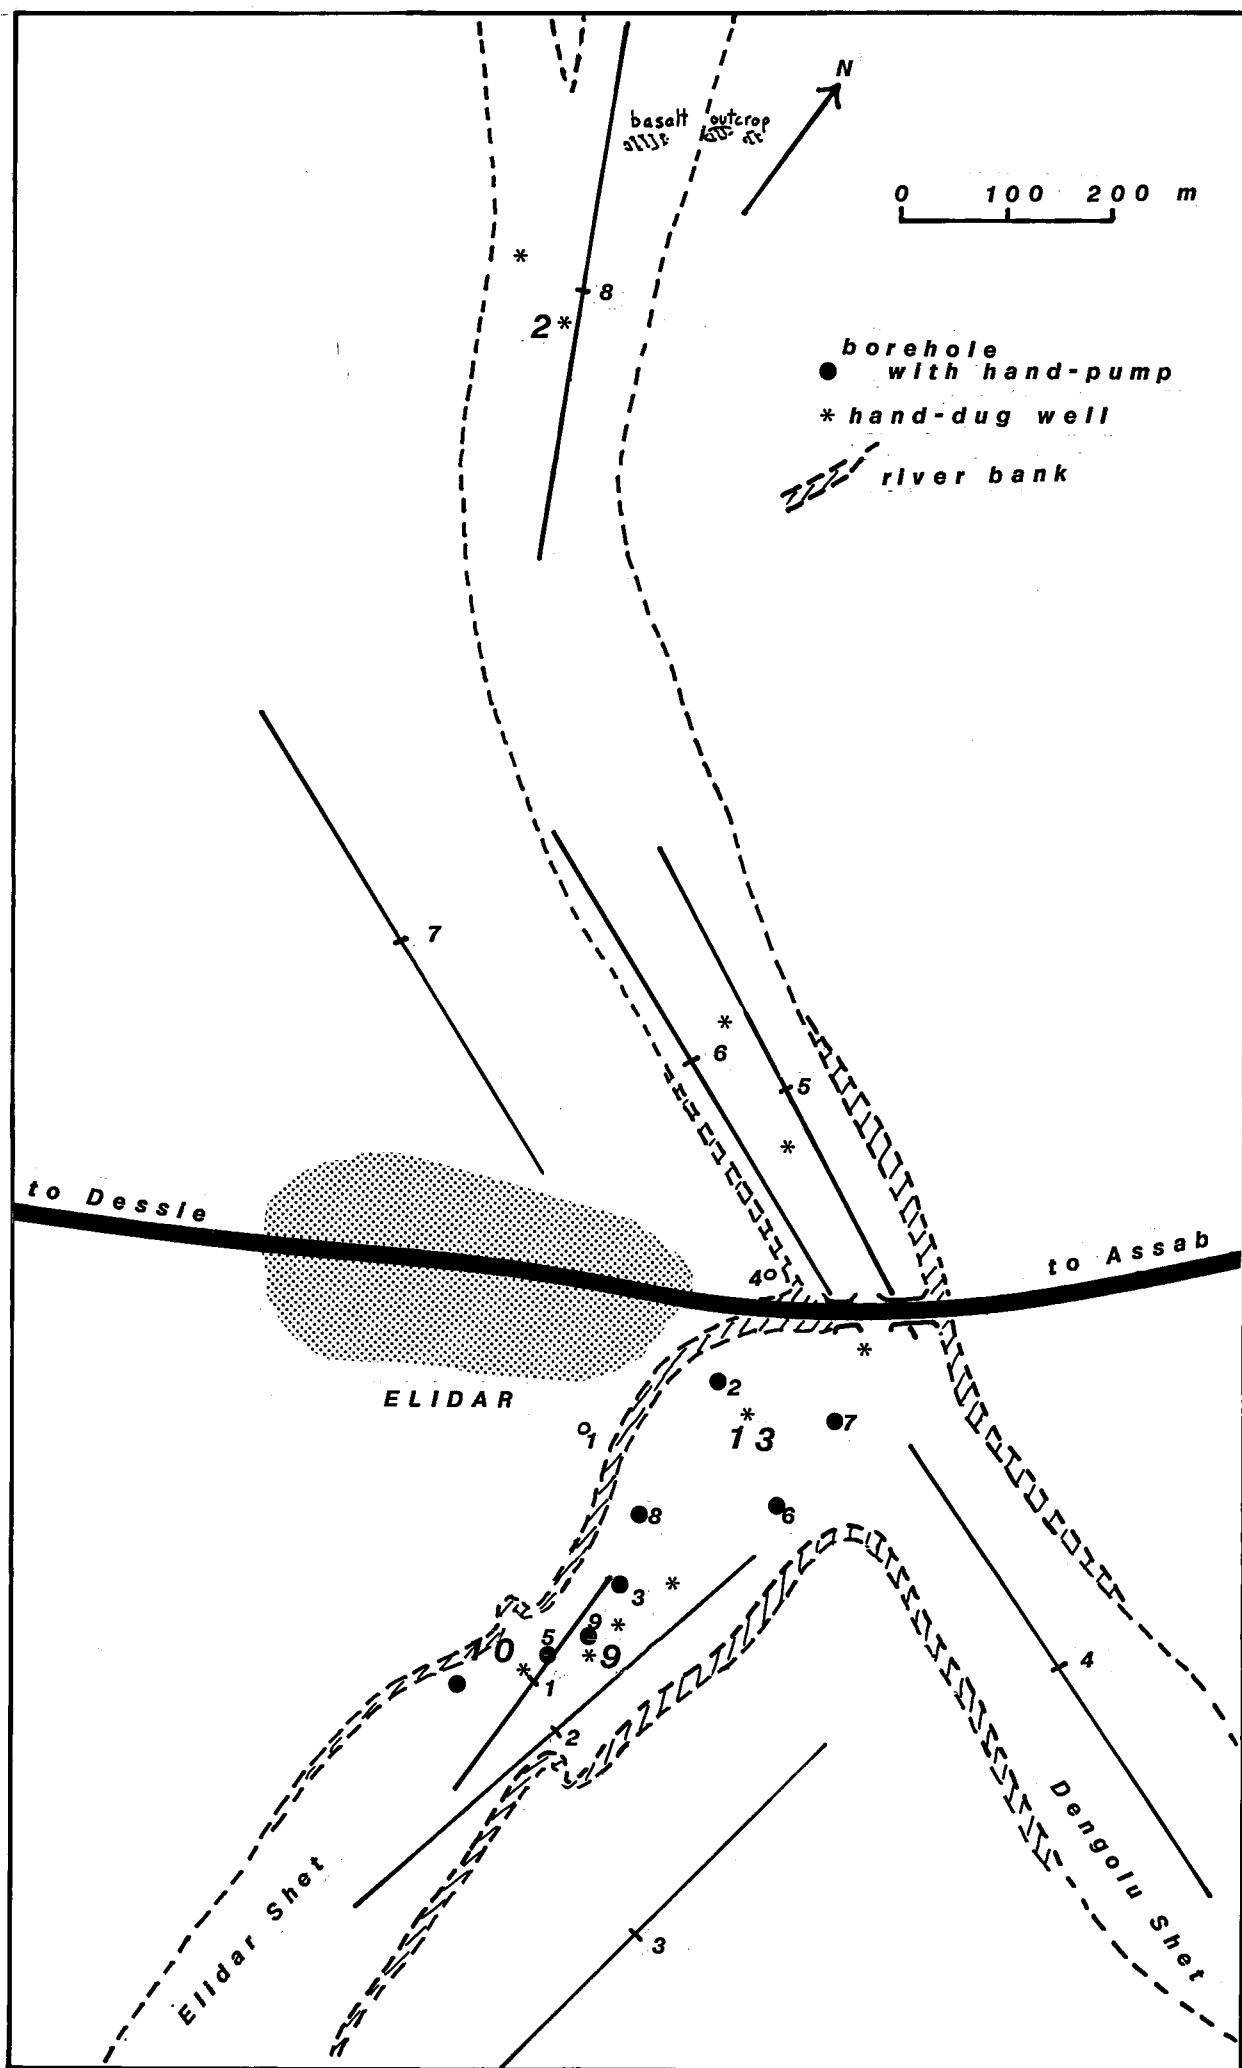 N
basalt outcrop
0 100 200 m
8
2*
borehole
with hand-pump
* hand-dug well
river bank
7
6
5
to Dessie
to Assab
4
ELIDAR
2
1
13
7
8
6
3
9
5
10
9
1
4
2
Dengolu Shet
Elidar Shet
3